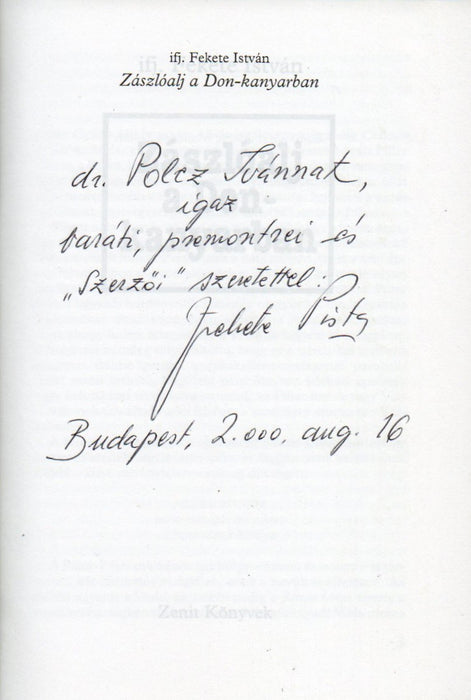 ifj. Fekete István
Zászlóalj a Don-kanyarban
dr. Polcz Ivánnak,
igaz
baráti, premontrei és
„Szerzői" szeretettel:
Fekete Pista
Budapest, 2.000. aug. 16
Zenit Könyvek